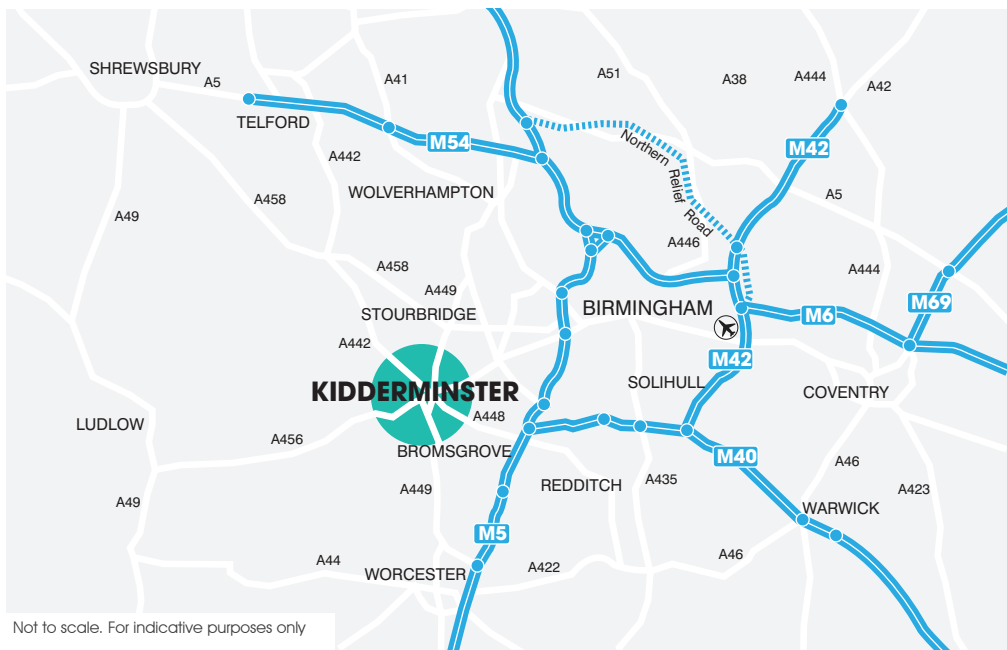 SHREWSBURY
A5
A41
A51
A38
A444
A42
TELFORD
M54
M42
A442
Northern Relief Road
WOLVERHAMPTON
A5
A49
A458
A446
A458
A444
A449
STOURBRIDGE
BIRMINGHAM
M6
M69
A442
M42
SOLIHULL
KIDDERMINSTER
COVENTRY
LUDLOW
A448
A456
BROMSGROVE
M40
A46
A449
REDDITCH
A435
A423
A49
WARWICK
M5
A44
A422
A46
WORCESTER
Not to scale. For indicative purposes only